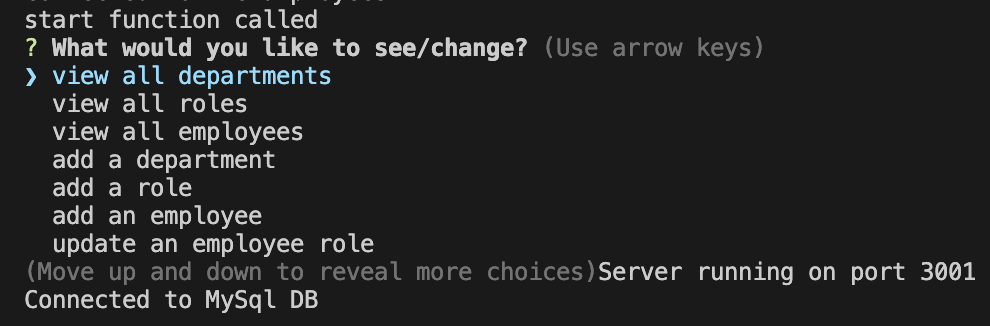 start function called
? What would you like to see/change? (Use arrow keys)
❯ view all departments
view all roles
view all employees
add a department
add a role
add an employee
update an employee role
(Move up and down to reveal more choices)Server running on port 3001
Connected to MySql DB